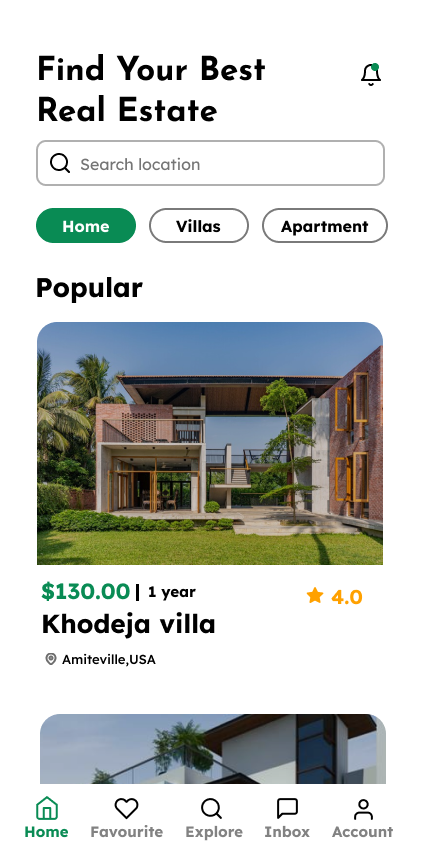 Find Your Best
Real Estate
Search location
Home Villas Apartment
Popular
$130.00 | 1 year
4.0
Khodeja villa
Amiteville,USA
Home Favourite Explore Inbox Account